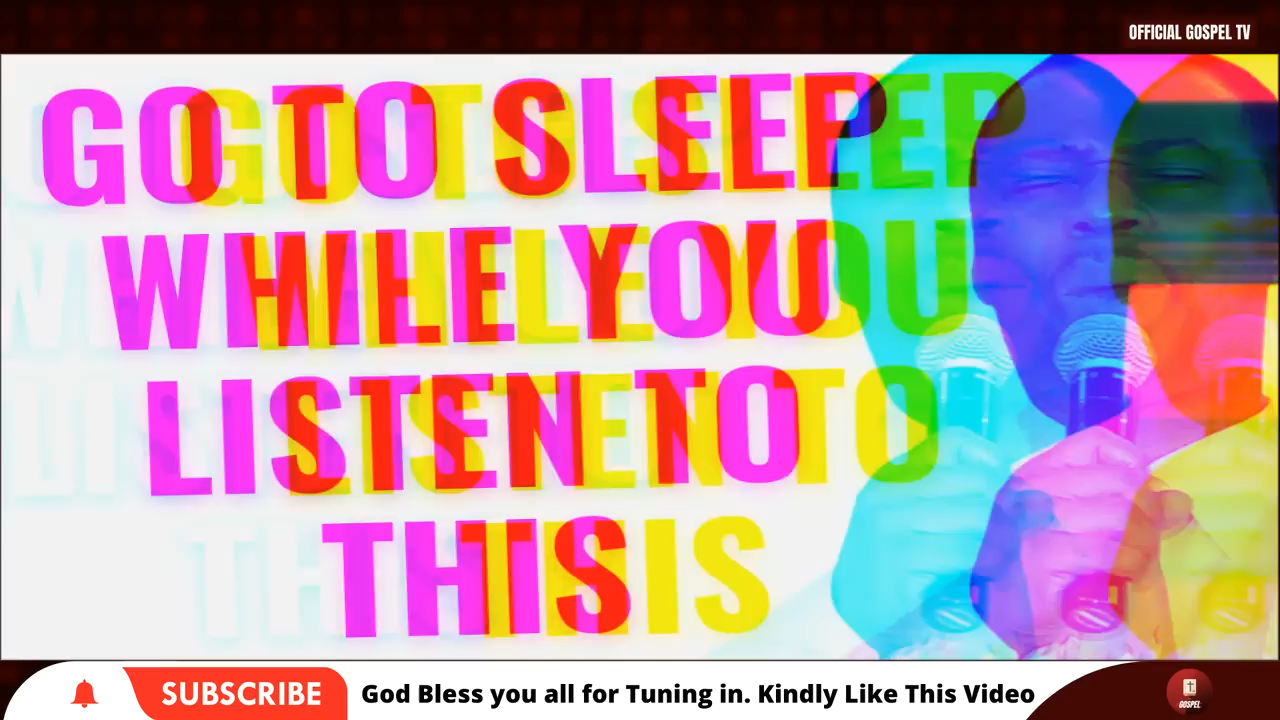 OFFICIAL GOSPEL TV
GO TO SLEEP
WHILE YOU
LISTEN TO
THIS
SUBSCRIBE
God Bless you all for Tuning in. Kindly Like This Video
GOSPEL